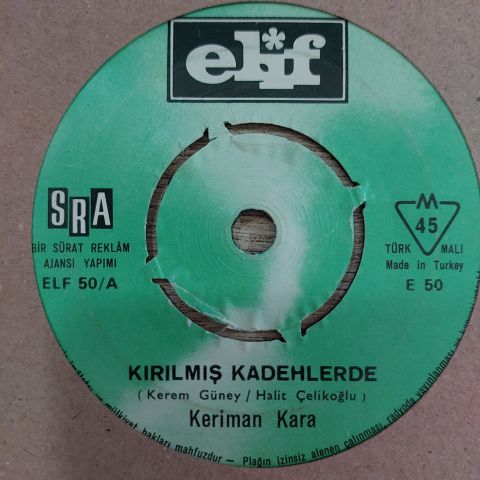 elif
SRA
BİR SÜRAT REKLÂM
AJANSI YAPIMI
ELF 50/A
M
45
TÜRK MALI
Made in Turkey
E 50
KIRILMIŞ KADEHLERDE
( Kerem Güney / Halit Çelikoğlu )
Keriman Kara
mülkiyet hakları mahfuzdur - Plağın izinsiz alenen çalınması, radyoda yayınlanması